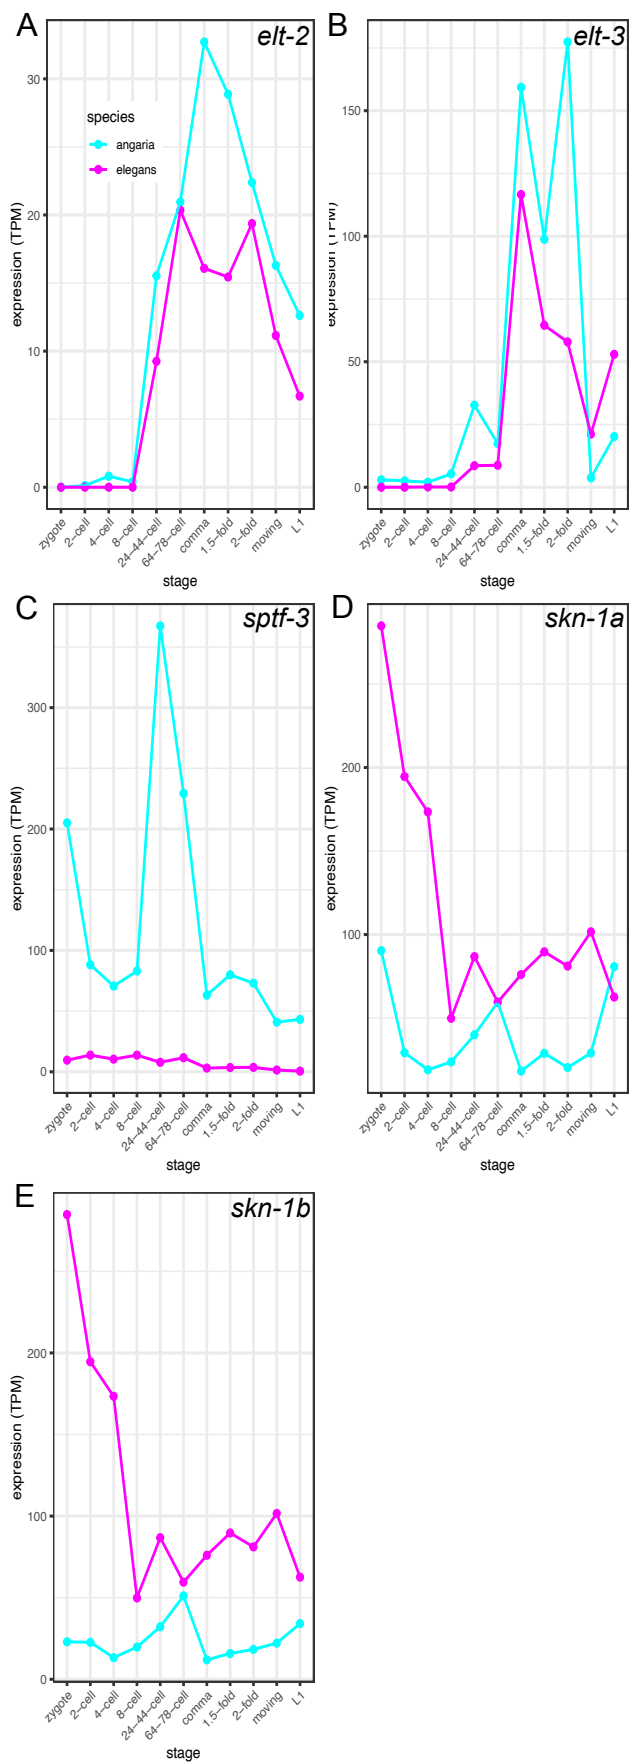 A
elt-2
30
20
10
0
expression (TPM)
species
angaria
elegans
zygote
2-cell
4-cell
8-cell
24-44-cell
64-78-cell
comma
1.5-fold
2-fold
moving
L1
stage
B
elt-3
150
100
50
0
expression (TPM)
zygote
2-cell
4-cell
8-cell
24-44-cell
64-78-cell
comma
1.5-fold
2-fold
moving
L1
stage
C
sptf-3
300
200
100
0
expression (TPM)
zygote
2-cell
4-cell
8-cell
24-44-cell
64-78-cell
comma
1.5-fold
2-fold
moving
L1
stage
D
skn-1a
200
100
expression (TPM)
zygote
2-cell
4-cell
8-cell
24-44-cell
64-78-cell
comma
1.5-fold
2-fold
moving
L1
stage
E
skn-1b
200
100
0
expression (TPM)
zygote
2-cell
4-cell
8-cell
24-44-cell
64-78-cell
comma
1.5-fold
2-fold
moving
L1
stage